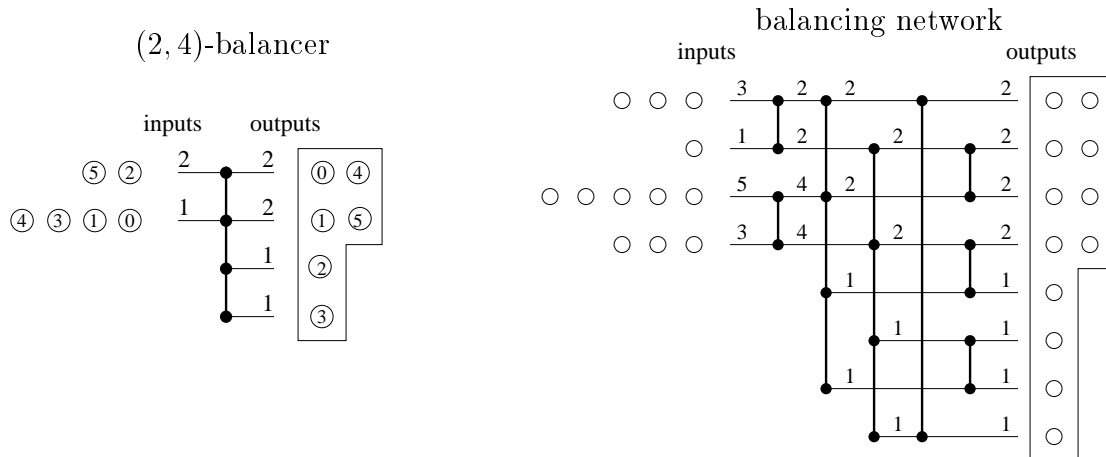 (2, 4)-balancer
inputs outputs
5 2 2 2 0 4
4 3 1 0 1 2 1 5
1 2
1 3
balancing network
inputs outputs
3 2 2 2
1 2 2 2
5 4 2 2
3 4 2 2
1 1
1 1
1 1
1 1